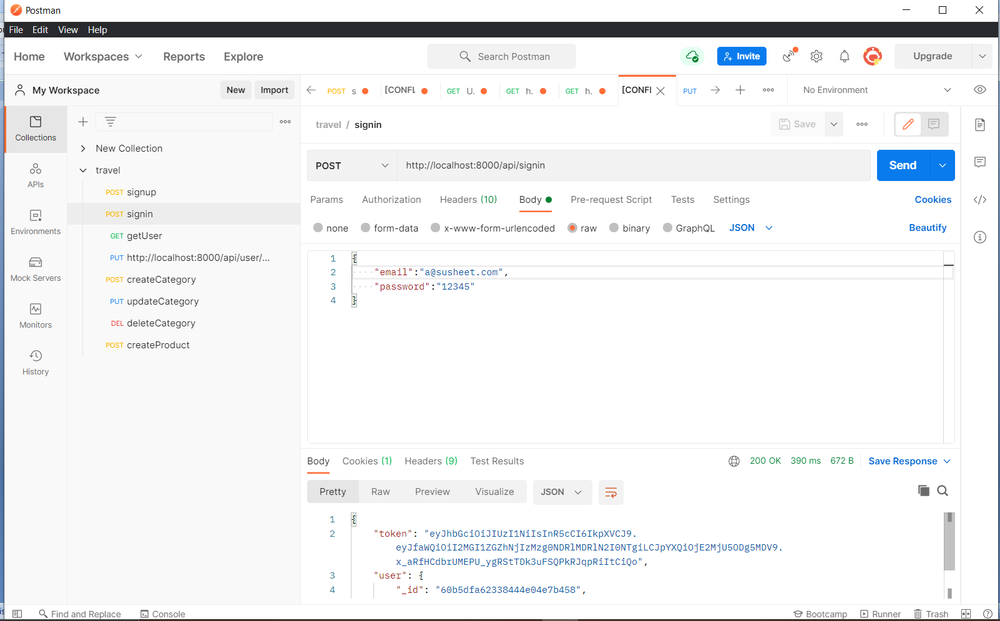 Postman
File Edit View Help
Home Workspaces Reports Explore Search Postman Invite Upgrade
My Workspace New Import
POST s [CONFL GET U. GET h. GET h. [CONFI PUT No Environment
Collections
APIs
Environments
Mock Servers
Monitors
History
New Collection
travel
POST signup
POST signin
GET getUser
PUT http://localhost:8000/api/user/...
POST createCategory
PUT updateCategory
DEL deleteCategory
POST createProduct
travel / signin Save
POST http://localhost:8000/api/signin Send
Params Authorization Headers (10) Body Pre-request Script Tests Settings Cookies
none form-data x-www-form-urlencoded raw binary GraphQL JSON Beautify
1 {
2 "email":"a@susheet.com",
3 "password":"12345"
4 }
Body Cookies (1) Headers (9) Test Results 200 OK 390 ms 672 B Save Response
Pretty Raw Preview Visualize JSON
1 {
2 "token": "eyJhbGciOiJIUzI1NiIsInR5cCI6IkpXVCJ9.
eyJfaWQiOiI2MGI1ZGZhNjIzMzg0NDRlMDRlN2I0NTgiLCJpYXQiOjE2MjU5ODg5MDV9.
x_aRfHCdbrUMEPU_ygRStTDk3uFSQPkRJqpRiItCiQo",
3 "user": {
4 "_id": "60b5dfa62338444e04e7b458",
Find and Replace Console Bootcamp Runner Trash